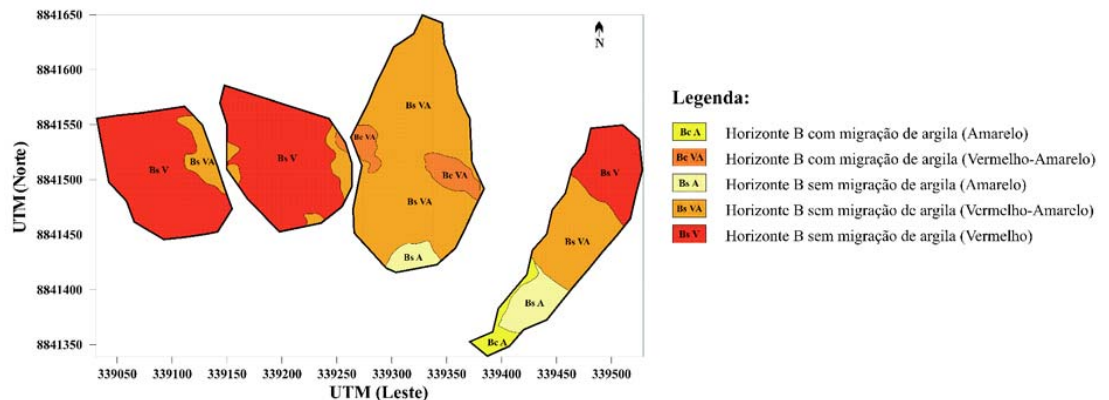 8841650
8841600
8841550
8841500
8841450
8841400
8841350
UTM (Norte)
N
Bs V
Bs VA
Bs V
Bs VA
Bc VA
Bc VA
Bs VA
Bs A
Bs V
Bs VA
Bs A
Bc A
339050 339100 339150 339200 339250 339300 339350 339400 339450 339500
UTM (Leste)
Legenda:
Bc A Horizonte B com migração de argila (Amarelo)
Bc VA Horizonte B com migração de argila (Vermelho-Amarelo)
Bs A Horizonte B sem migração de argila (Amarelo)
Bs VA Horizonte B sem migração de argila (Vermelho-Amarelo)
Bs V Horizonte B sem migração de argila (Vermelho)